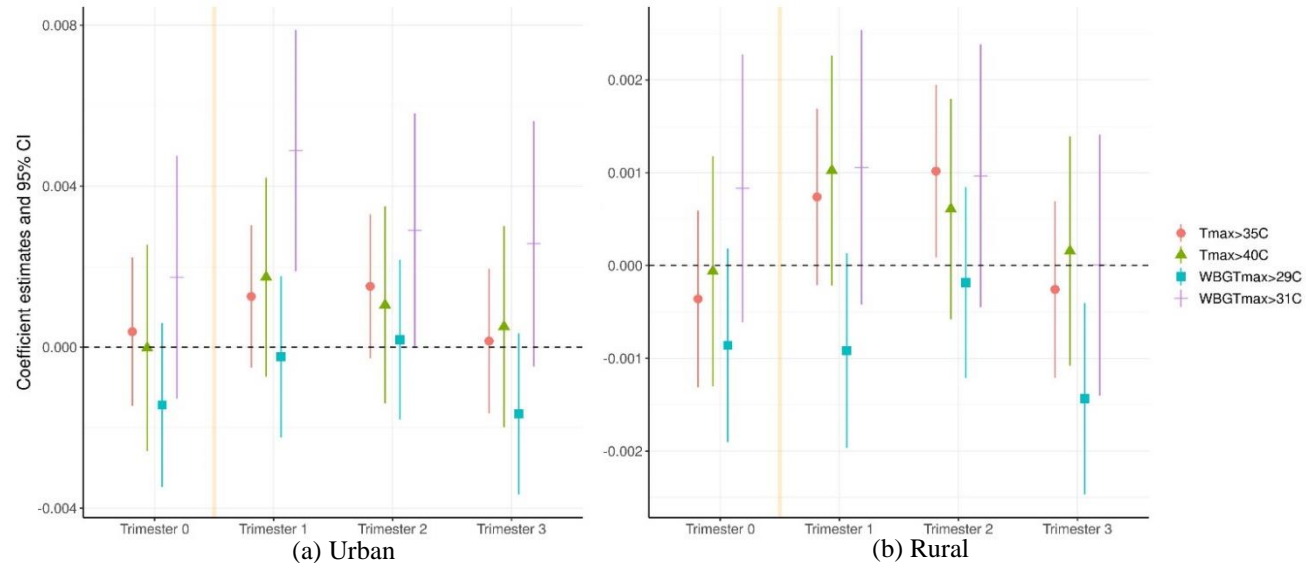 Coefficient estimates and 95% CI
0.008
0.004
0.000
-0.004
Trimester 0
Trimester 1
Trimester 2
Trimester 3
(a) Urban
0.002
0.001
0.000
-0.001
-0.002
Trimester 0
Trimester 1
Trimester 2
Trimester 3
(b) Rural
Tmax>35C
Tmax>40C
WBGTmax>29C
WBGTmax>31C